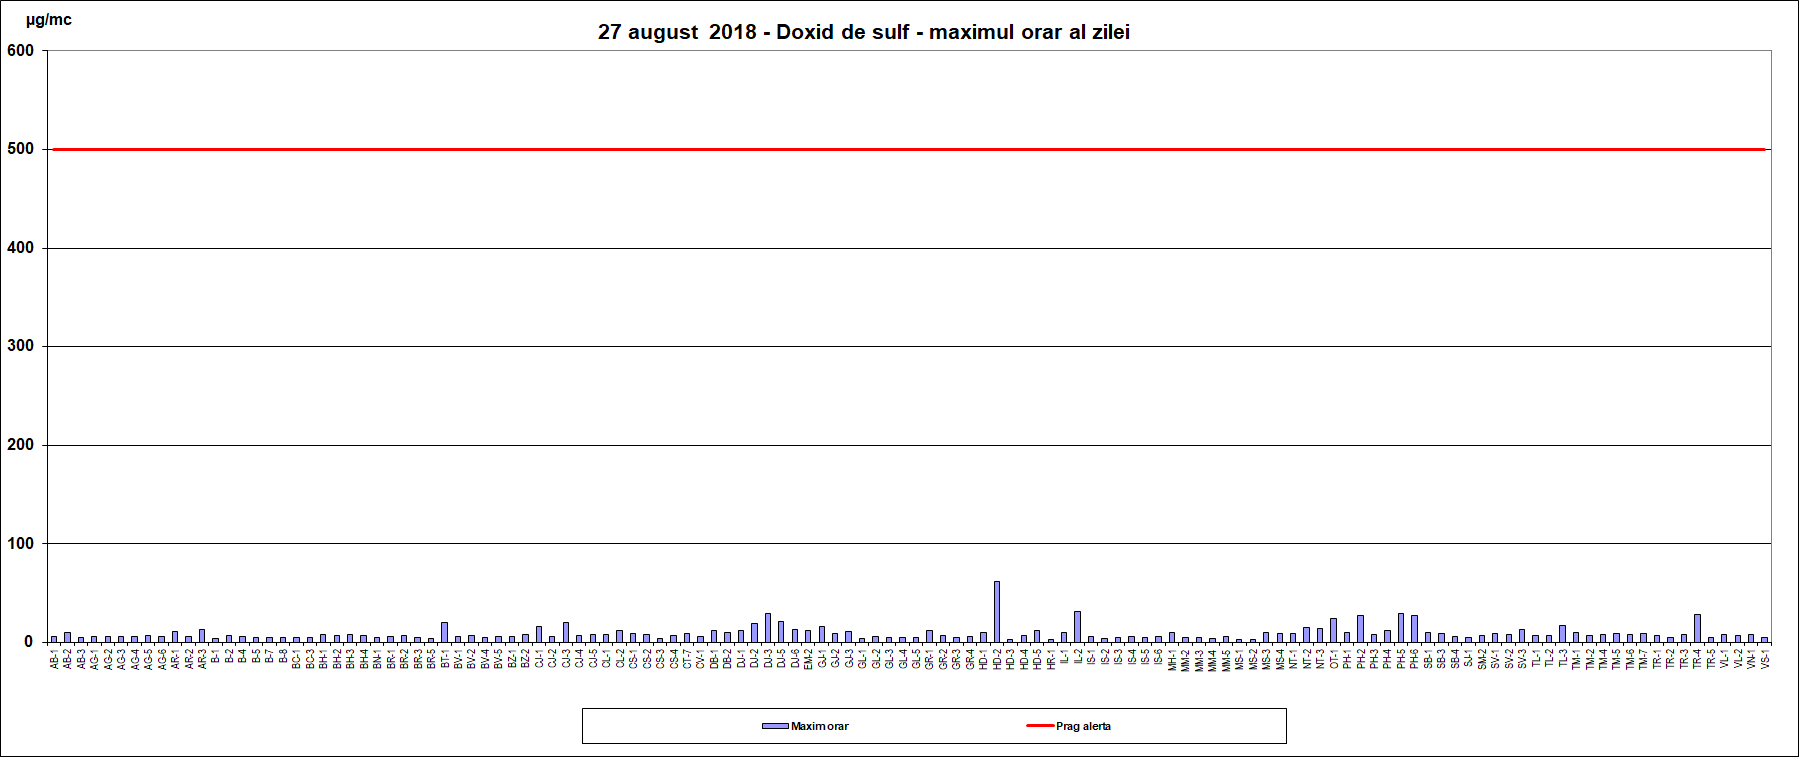 µg/mc
27 august 2018 - Doxid de sulf - maximul orar al zilei
600
500
400
300
200
100
0
AB-1 AB-2 AB-3 AG-1 AG-2 AG-3 AG-4 AG-5 AG-6 AR-1 AR-2 AR-3 B-1 B-2 B-4 B-5 B-7 B-8 BC-1 BC-3 BH-1 BH-2 BH-3 BH-4 BN-1 BR-1 BR-2 BR-3 BR-5 BT-1 BV-1 BV-2 BV-4 BV-5 BZ-1 BZ-2 CJ-1 CJ-2 CJ-3 CJ-4 CJ-5 CL-1 CL-2 CS-1 CS-2 CS-3 CS-4 CT-7 CV-1 DB-1 DB-2 DJ-1 DJ-2 DJ-3 DJ-5 DJ-6 EM-2 GJ-1 GJ-2 GJ-3 GL-1 GL-2 GL-3 GL-4 GL-5 GR-1 GR-2 GR-3 GR-4 HD-1 HD-2 HD-3 HD-4 HD-5 HR-1 IL-1 IL-2 IS-1 IS-2 IS-3 IS-4 IS-5 IS-6 MH-1 MM-2 MM-3 MM-4 MM-5 MS-1 MS-2 MS-3 MS-4 NT-1 NT-2 NT-3 OT-1 PH-1 PH-2 PH-3 PH-4 PH-5 PH-6 SB-1 SB-3 SB-4 SJ-1 SM-2 SV-1 SV-2 SV-3 TL-1 TL-2 TL-3 TM-1 TM-2 TM-4 TM-5 TM-6 TM-7 TR-1 TR-2 TR-3 TR-4 TR-5 VL-1 VL-2 VN-1 VS-1
Maxim orar
Prag alerta